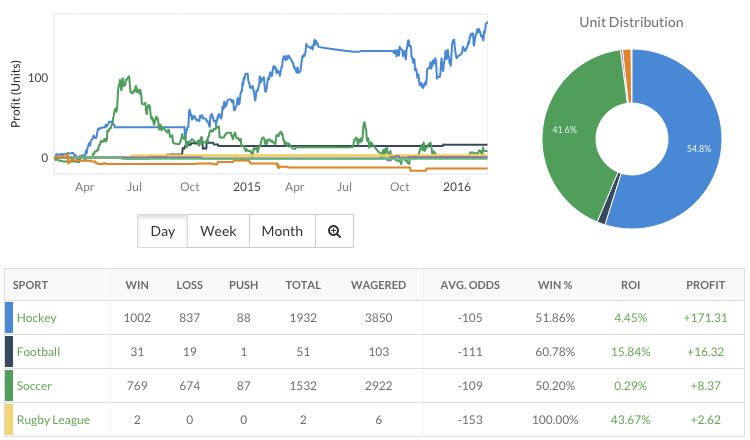 Unit Distribution
Profit (Units)
100
0
Apr Jul Oct 2015 Apr Jul Oct 2016
41.6%
54.8%
Day Week Month
SPORT WIN LOSS PUSH TOTAL WAGERED AVG. ODDS WIN % ROI PROFIT
Hockey 1002 837 88 1932 3850 -105 51.86% 4.45% +171.31
Football 31 19 1 51 103 -111 60.78% 15.84% +16.32
Soccer 769 674 87 1532 2922 -109 50.20% 0.29% +8.37
Rugby League 2 0 0 2 6 -153 100.00% 43.67% +2.62